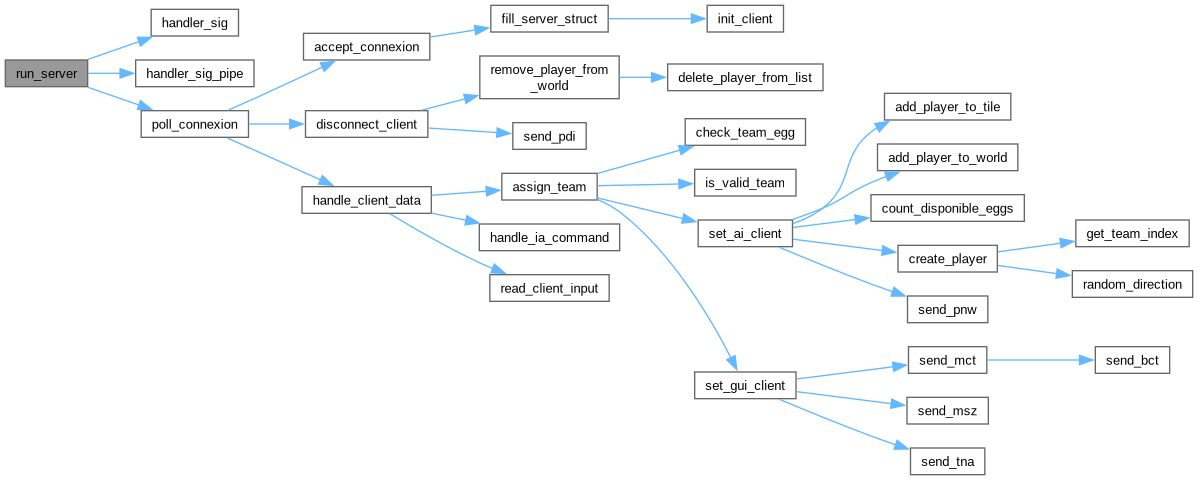 run_server
handler_sig
handler_sig_pipe
poll_connexion
accept_connexion
fill_server_struct
init_client
disconnect_client
remove_player_from
_world
delete_player_from_list
send_pdi
handle_client_data
assign_team
check_team_egg
is_valid_team
set_ai_client
add_player_to_tile
add_player_to_world
count_disponible_eggs
create_player
get_team_index
random_direction
send_pnw
set_gui_client
send_mct
send_bct
send_msz
send_tna
handle_ia_command
read_client_input